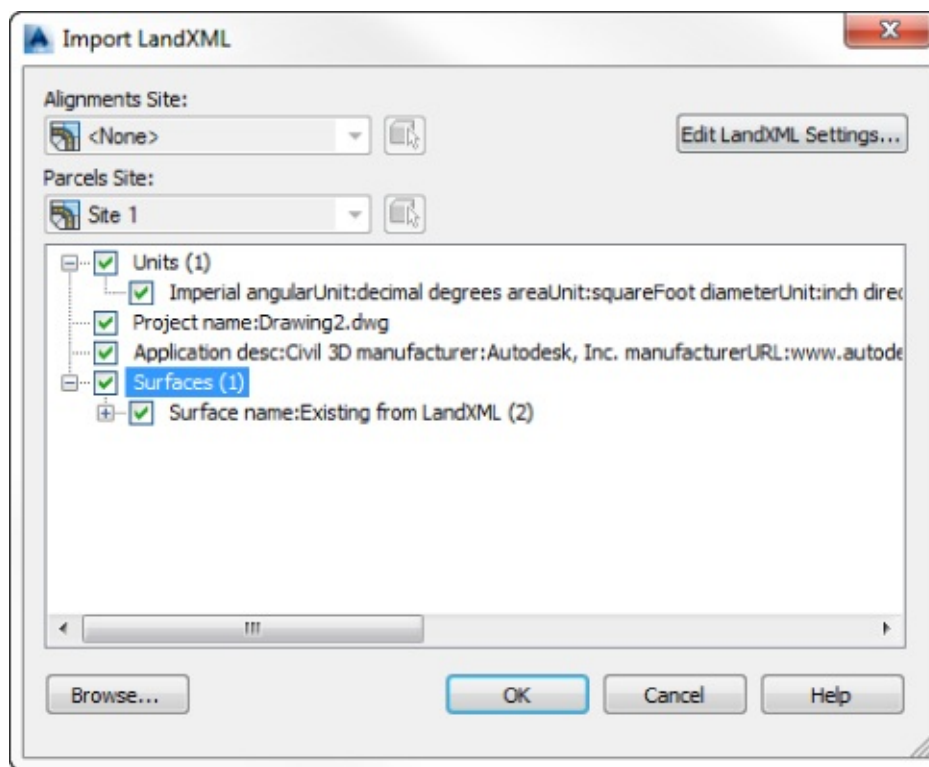 Import LandXML
Alignments Site:
<None>
Edit LandXML Settings...
Parcels Site:
Site 1
Units (1)
Imperial angularUnit:decimal degrees areaUnit:squareFoot diameterUnit:inch direc
Project name:Drawing2.dwg
Application desc:Civil 3D manufacturer:Autodesk, Inc. manufacturerURL:www.autode
Surfaces (1)
Surface name:Existing from LandXML (2)
Browse...
OK
Cancel
Help